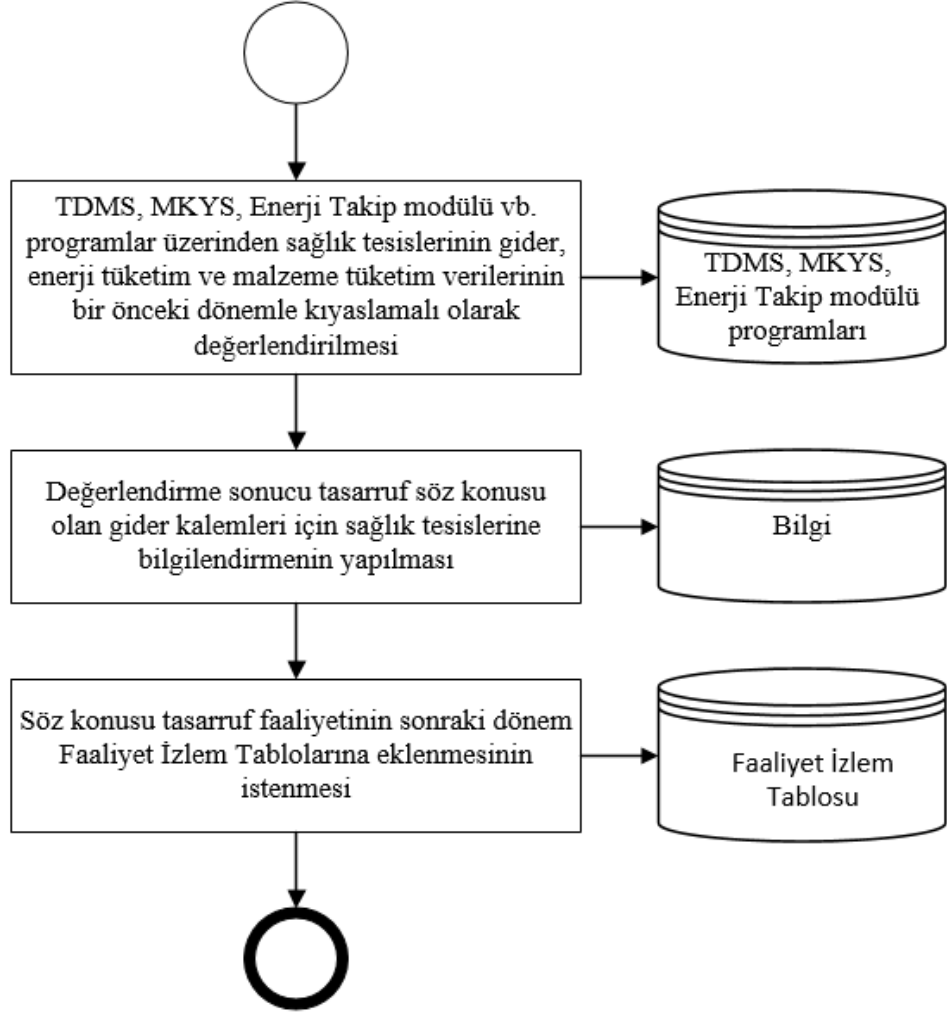 TDMS, MKYS, Enerji Takip modülü vb.
programlar üzerinden sağlık tesislerinin gider,
enerji tüketim ve malzeme tüketim verilerinin
bir önceki dönemle kıyaslamalı olarak
değerlendirilmesi
TDMS, MKYS,
Enerji Takip modülü
programları
Değerlendirme sonucu tasarruf söz konusu
olan gider kalemleri için sağlık tesislerine
bilgilendirmenin yapılması
Bilgi
Söz konusu tasarruf faaliyetinin sonraki dönem
Faaliyet İzlem Tablolarına eklenmesinin
istenmesi
Faaliyet İzlem
Tablosu